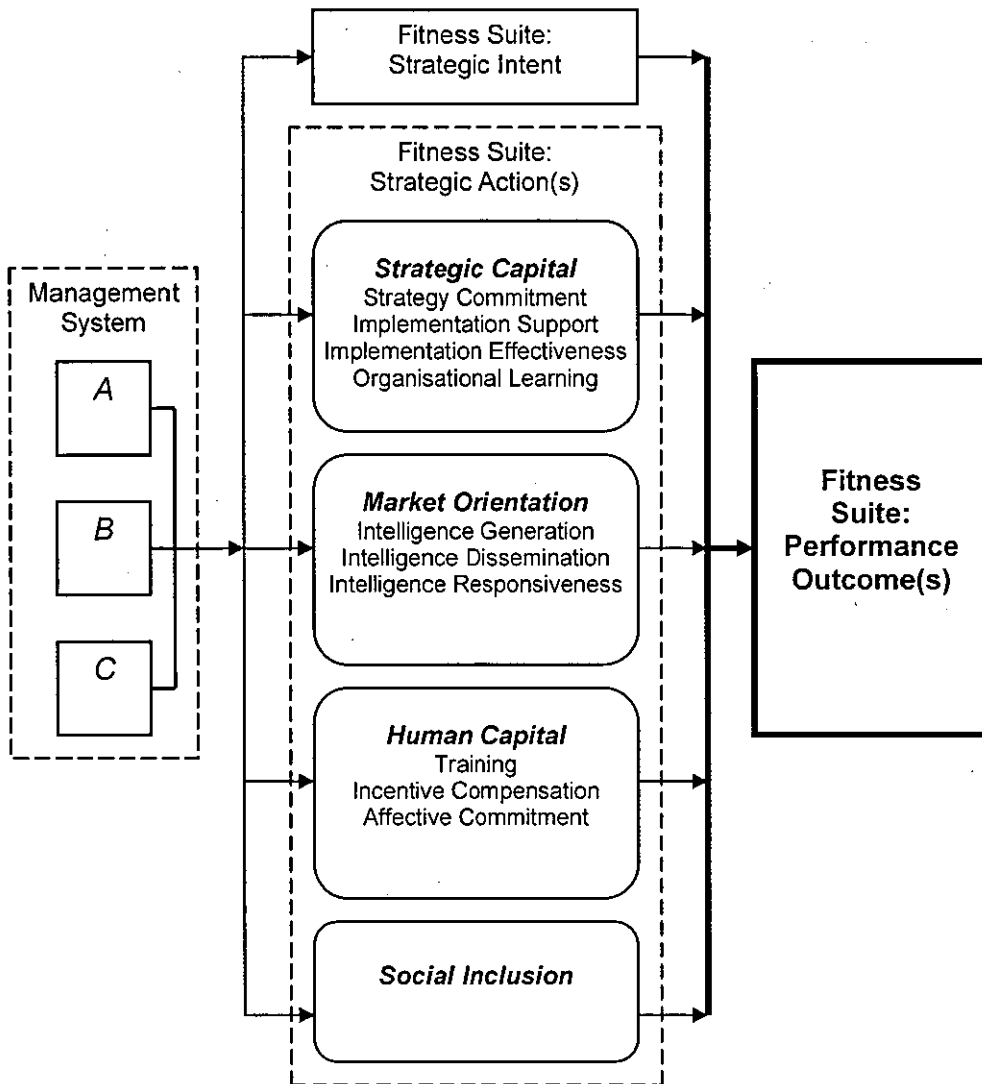 Fitness Suite:
Strategic Intent
Fitness Suite:
Strategic Action(s)
Strategic Capital
Strategy Commitment
Implementation Support
Implementation Effectiveness
Organisational Learning
Management
System
A
B
C
Market Orientation
Intelligence Generation
Intelligence Dissemination
Intelligence Responsiveness
Human Capital
Training
Incentive Compensation
Affective Commitment
Social Inclusion
Fitness
Suite:
Performance
Outcome(s)